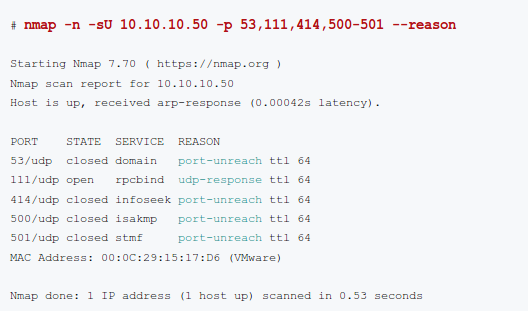 # nmap -n -sU 10.10.10.50 -p 53,111,414,500-501 --reason
Starting Nmap 7.70 ( https://nmap.org )
Nmap scan report for 10.10.10.50
Host is up, received arp-response (0.00042s latency).
PORT    STATE  SERVICE  REASON
53/udp  closed domain   port-unreach ttl 64
111/udp open   rpcbind  udp-response ttl 64
414/udp closed infoseek port-unreach ttl 64
500/udp closed isakmp   port-unreach ttl 64
501/udp closed stmf     port-unreach ttl 64
MAC Address: 00:0C:29:15:17:D6 (VMware)
Nmap done: 1 IP address (1 host up) scanned in 0.53 seconds